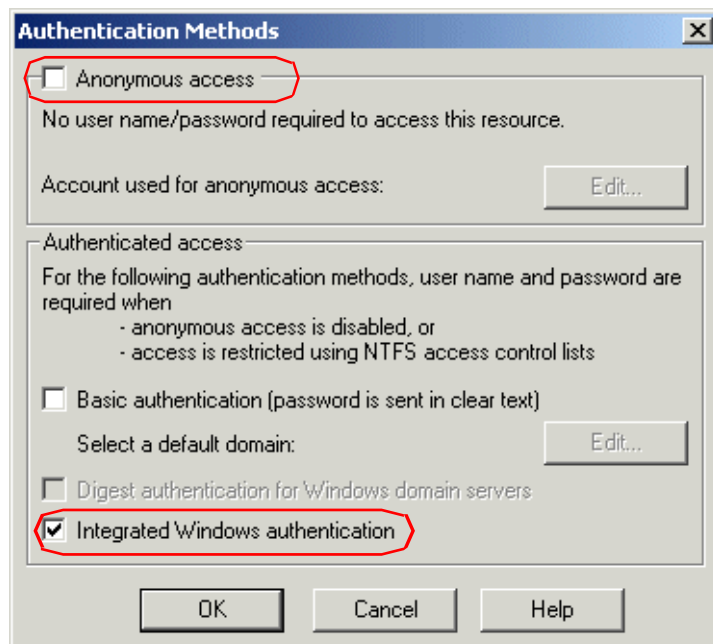 Authentication Methods
Anonymous access
No user name/password required to access this resource.
Account used for anonymous access:
Edit...
Authenticated access
For the following authentication methods, user name and password are
required when
- anonymous access is disabled, or
- access is restricted using NTFS access control lists
Basic authentication (password is sent in clear text)
Select a default domain:
Edit...
Digest authentication for Windows domain servers
Integrated Windows authentication
OK
Cancel
Help